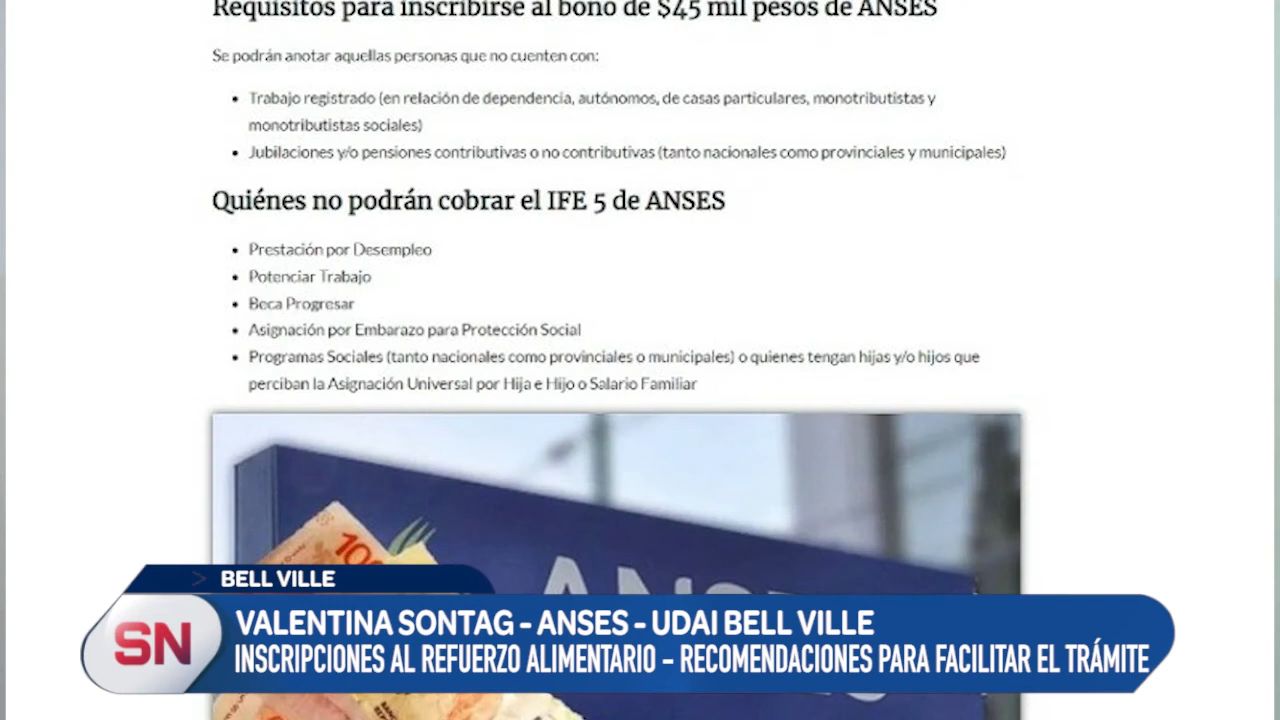 Requisitos para inscribirse al bono de $45 mil pesos de ANSES
Se podrán anotar aquellas personas que no cuenten con:
Trabajo registrado (en relación de dependencia, autónomos, de casas particulares, monotributistas y
monotributistas sociales)
Jubilaciones y/o pensiones contributivas o no contributivas (tanto nacionales como provinciales y municipales)
Quiénes no podrán cobrar el IFE 5 de ANSES
Prestación por Desempleo
Potenciar Trabajo
Beca Progresar
Asignación por Embarazo para Protección Social
Programas Sociales (tanto nacionales como provinciales o municipales) o quienes tengan hijas y/o hijos que
perciban la Asignación Universal por Hija e Hijo o Salario Familiar
> BELL VILLE
SN
VALENTINA SONTAG - ANSES - UDAI BELL VILLE
INSCRIPCIONES AL REFUERZO ALIMENTARIO - RECOMENDACIONES PARA FACILITAR EL TRÁMITE